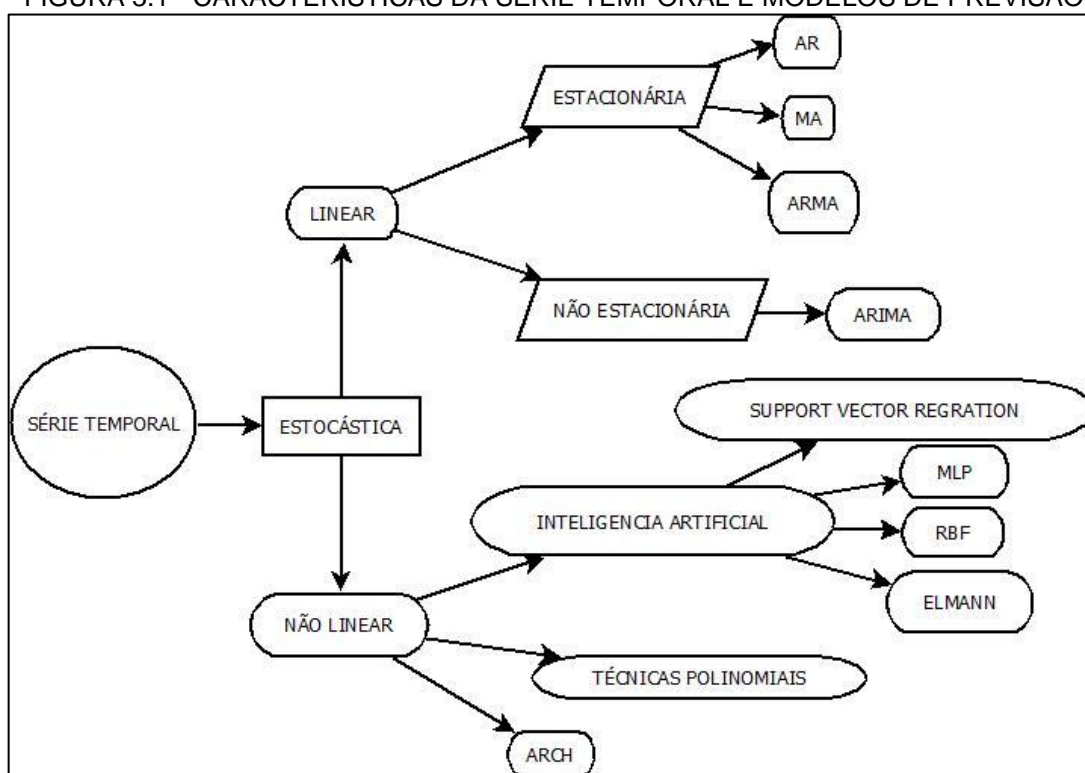 FIGURA 3.1 - CARACTERÍSTICAS DA SÉRIE TEMPORAL E MODELOS DE PREVISÃO
AR
ESTACIONÁRIA
MA
LINEAR
ARMA
NÃO ESTACIONÁRIA
ARIMA
SUPPORT VECTOR REGRATION
SÉRIE TEMPORAL
ESTOCÁSTICA
MLP
INTELIGENCIA ARTIFICIAL
RBF
ELMANN
NÃO LINEAR
TÉCNICAS POLINOMIAIS
ARCH